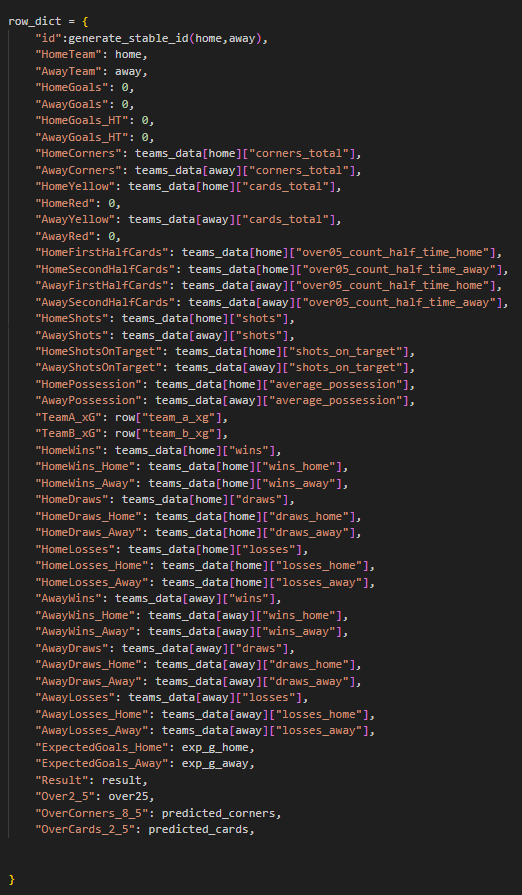 row_dict = {
"id":generate_stable_id(home,away),
"HomeTeam": home,
"AwayTeam": away,
"HomeGoals": 0,
"AwayGoals": 0,
"HomeGoals_HT": 0,
"AwayGoals_HT": 0,
"HomeCorners": teams_data[home]["corners_total"],
"AwayCorners": teams_data[away]["corners_total"],
"HomeYellow": teams_data[home]["cards_total"],
"HomeRed": 0,
"AwayYellow": teams_data[away]["cards_total"],
"AwayRed": 0,
"HomeFirstHalfCards": teams_data[home]["over05_count_half_time_home"],
"HomeSecondHalfCards": teams_data[home]["over05_count_half_time_away"],
"AwayFirstHalfCards": teams_data[away]["over05_count_half_time_home"],
"AwaySecondHalfCards": teams_data[away]["over05_count_half_time_away"],
"HomeShots": teams_data[home]["shots"],
"AwayShots": teams_data[away]["shots"],
"HomeShotsOnTarget": teams_data[home]["shots_on_target"],
"AwayShotsOnTarget": teams_data[away]["shots_on_target"],
"HomePossession": teams_data[home]["average_possession"],
"AwayPossession": teams_data[away]["average_possession"],
"TeamA_xG": row["team_a_xg"],
"TeamB_xG": row["team_b_xg"],
"HomeWins": teams_data[home]["wins"],
"HomeWins_Home": teams_data[home]["wins_home"],
"HomeWins_Away": teams_data[home]["wins_away"],
"HomeDraws": teams_data[home]["draws"],
"HomeDraws_Home": teams_data[home]["draws_home"],
"HomeDraws_Away": teams_data[home]["draws_away"],
"HomeLosses": teams_data[home]["losses"],
"HomeLosses_Home": teams_data[home]["losses_home"],
"HomeLosses_Away": teams_data[home]["losses_away"],
"AwayWins": teams_data[away]["wins"],
"AwayWins_Home": teams_data[away]["wins_home"],
"AwayWins_Away": teams_data[away]["wins_away"],
"AwayDraws": teams_data[away]["draws"],
"AwayDraws_Home": teams_data[away]["draws_home"],
"AwayDraws_Away": teams_data[away]["draws_away"],
"AwayLosses": teams_data[away]["losses"],
"AwayLosses_Home": teams_data[away]["losses_home"],
"AwayLosses_Away": teams_data[away]["losses_away"],
"ExpectedGoals_Home": exp_g_home,
"ExpectedGoals_Away": exp_g_away,
"Result": result,
"Over2_5": over25,
"OverCorners_8_5": predicted_corners,
"OverCards_2_5": predicted_cards,
}